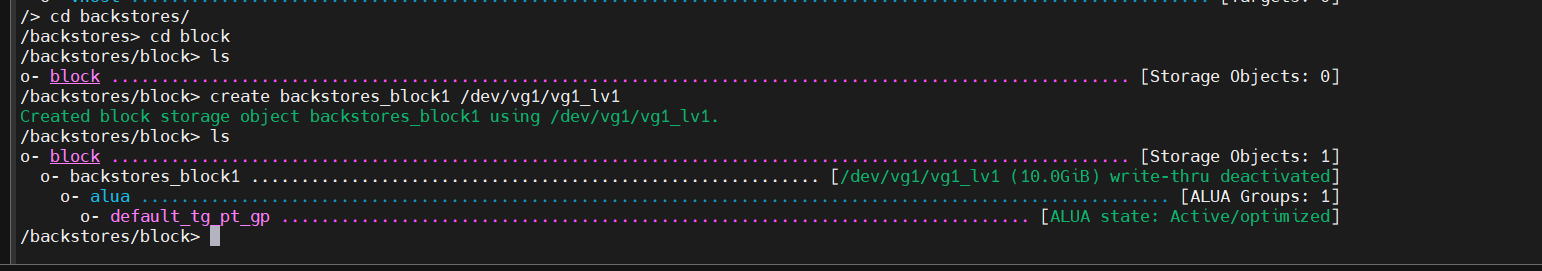 /> cd backstores/
/backstores> cd block
/backstores/block> ls
o- block ...................................................................................................... [Storage Objects: 0]
/backstores/block> create backstores_block1 /dev/vg1/vg1_lv1
Created block storage object backstores_block1 using /dev/vg1/vg1_lv1.
/backstores/block> ls
o- block ...................................................................................................... [Storage Objects: 1]
  o- backstores_block1 ......................................................... [/dev/vg1/vg1_lv1 (10.0GiB) write-thru deactivated]
    o- alua ....................................................................................................... [ALUA Groups: 1]
      o- default_tg_pt_gp ........................................................................... [ALUA state: Active/optimized]
/backstores/block>